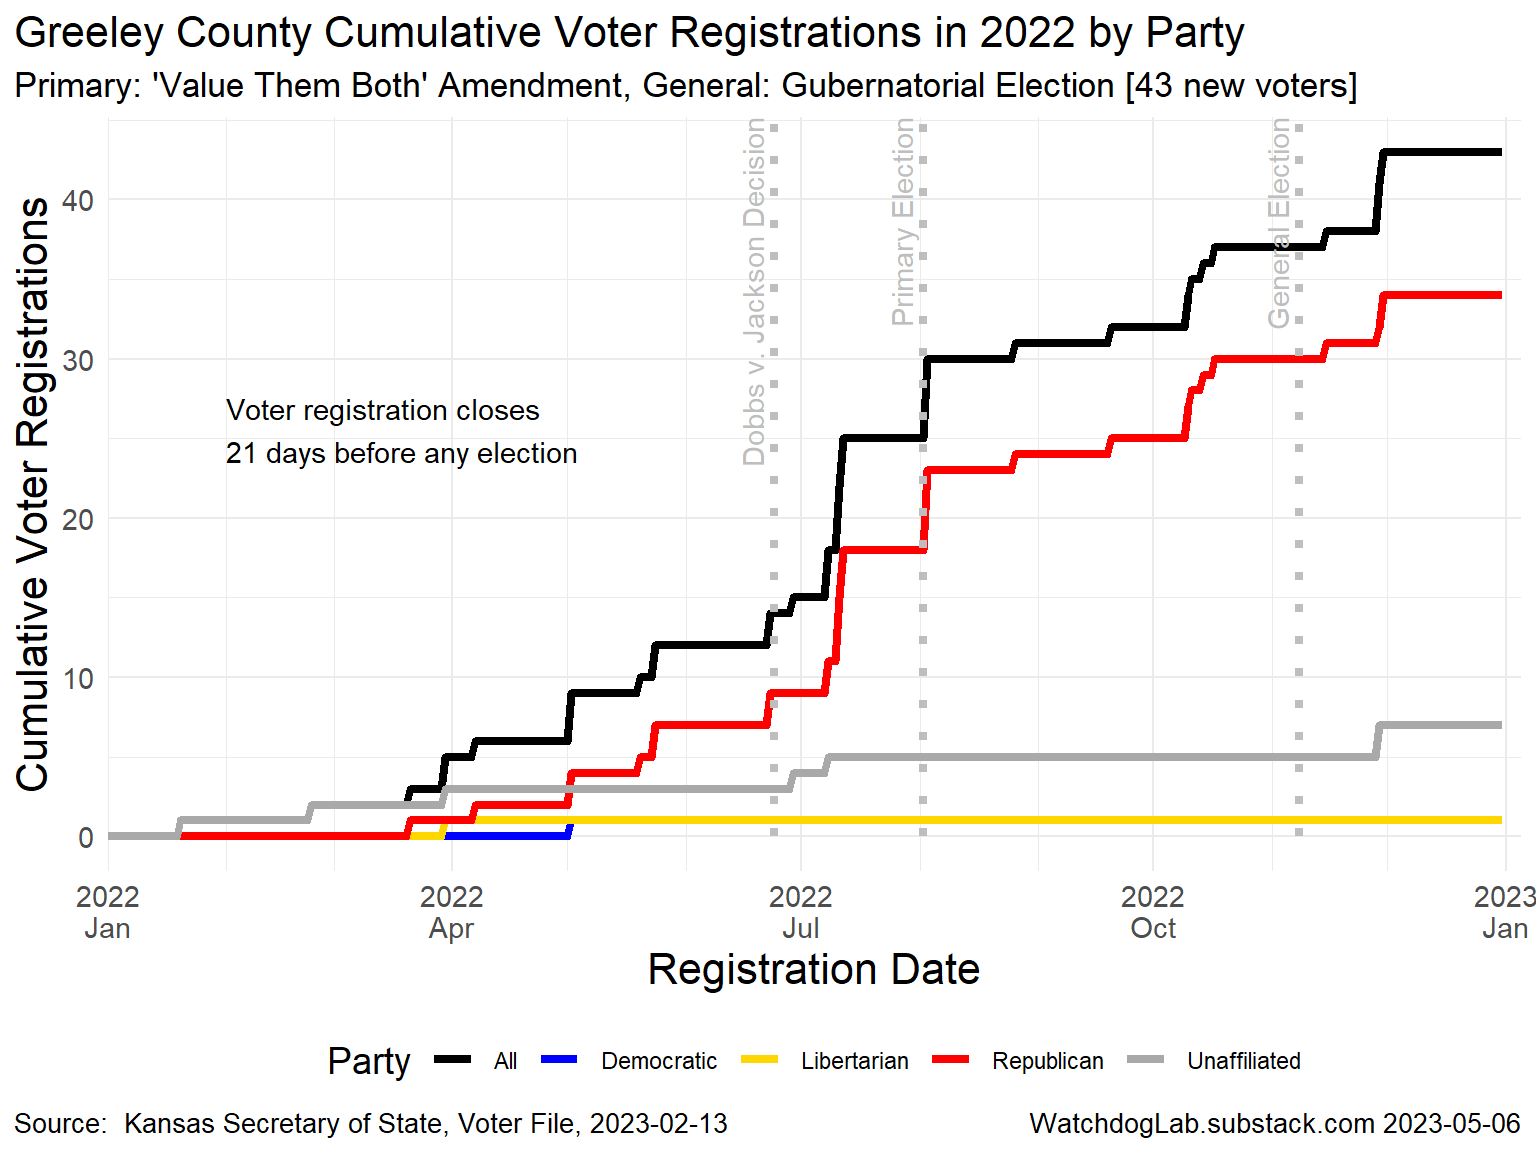 Greeley County Cumulative Voter Registrations in 2022 by Party
Primary: 'Value Them Both' Amendment, General: Gubernatorial Election [43 new voters]
Cumulative Voter Registrations
40
30
20
10
0
Voter registration closes
21 days before any election
Dobbs v. Jackson Decision
Primary Election
General Election
2022 2022 2022 2022 2023
Jan Apr Jul Oct Jan
Registration Date
Party All Democratic Libertarian Republican Unaffiliated
Source:  Kansas Secretary of State, Voter File, 2023-02-13
WatchdogLab.substack.com 2023-05-06